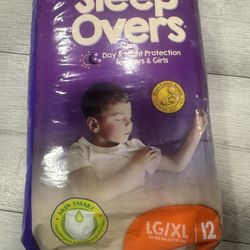 Sleep
Overs
Day & Night Protection
for Boys & Girls
SKIN SMART
LG/XL
12